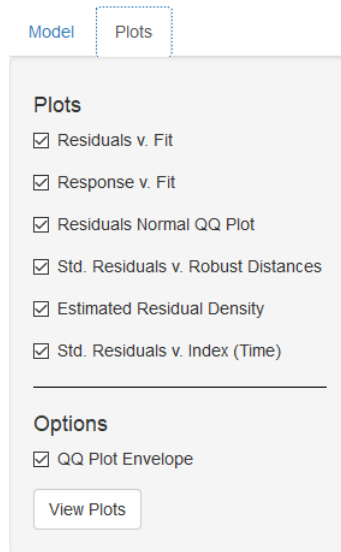 Model Plots
Plots
Residuals v. Fit
Response v. Fit
Residuals Normal QQ Plot
Std. Residuals v. Robust Distances
Estimated Residual Density
Std. Residuals v. Index (Time)
Options
QQ Plot Envelope
View Plots